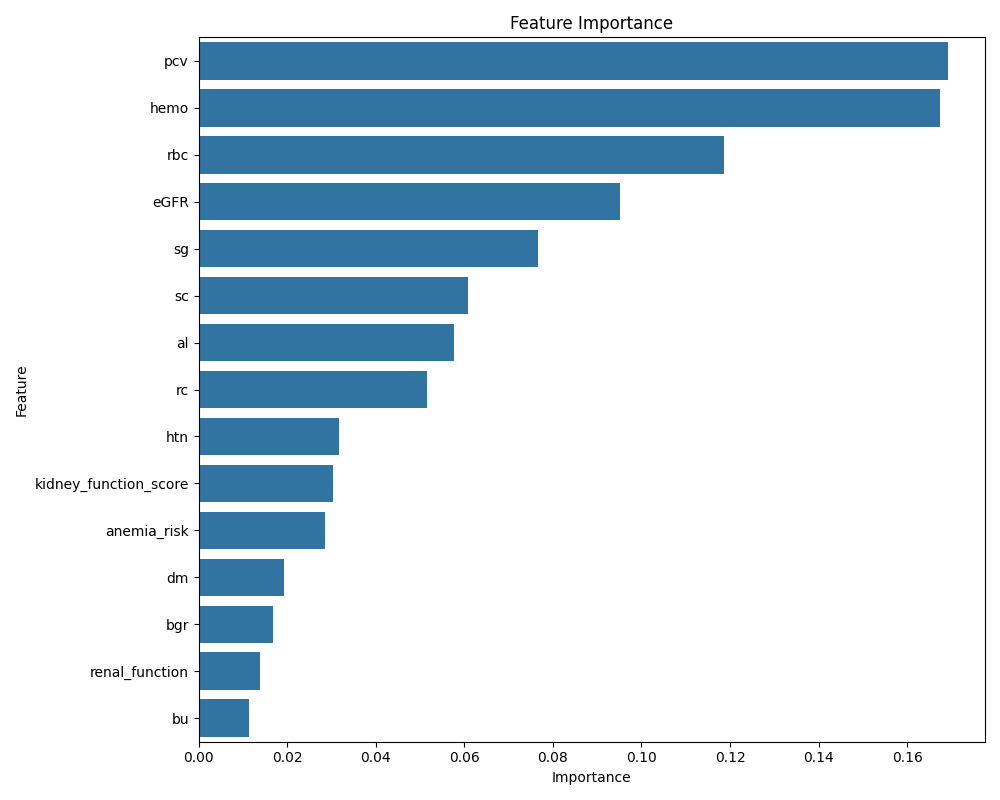 Feature Importance
pcv
hemo
rbc
eGFR
sg
sc
al
rc
htn
kidney_function_score
anemia_risk
dm
bgr
renal_function
bu
Feature
0.00 0.02 0.04 0.06 0.08 0.10 0.12 0.14 0.16
Importance